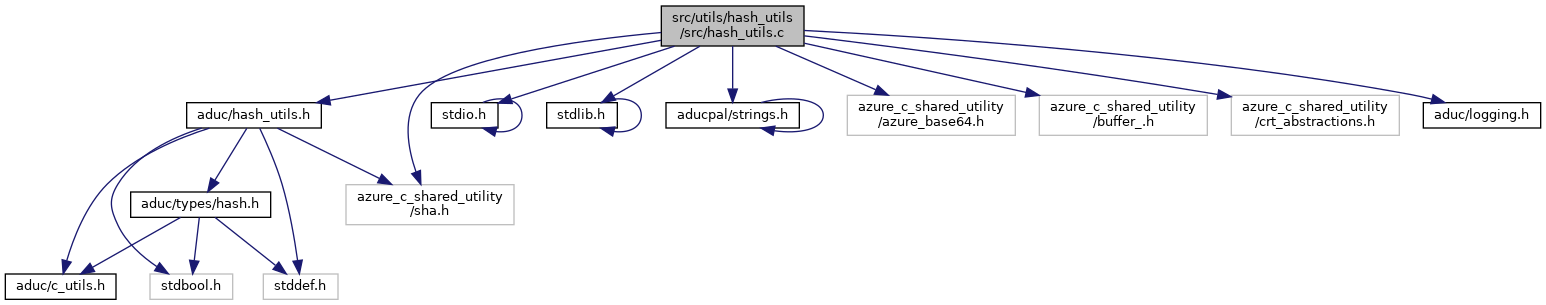 src/utils/hash_utils
/src/hash_utils.c
aduc/hash_utils.h
stdio.h
stdlib.h
aducpal/strings.h
azure_c_shared_utility
/azure_base64.h
azure_c_shared_utility
/buffer_.h
azure_c_shared_utility
/crt_abstractions.h
aduc/logging.h
aduc/types/hash.h
azure_c_shared_utility
/sha.h
aduc/c_utils.h
stdbool.h
stddef.h